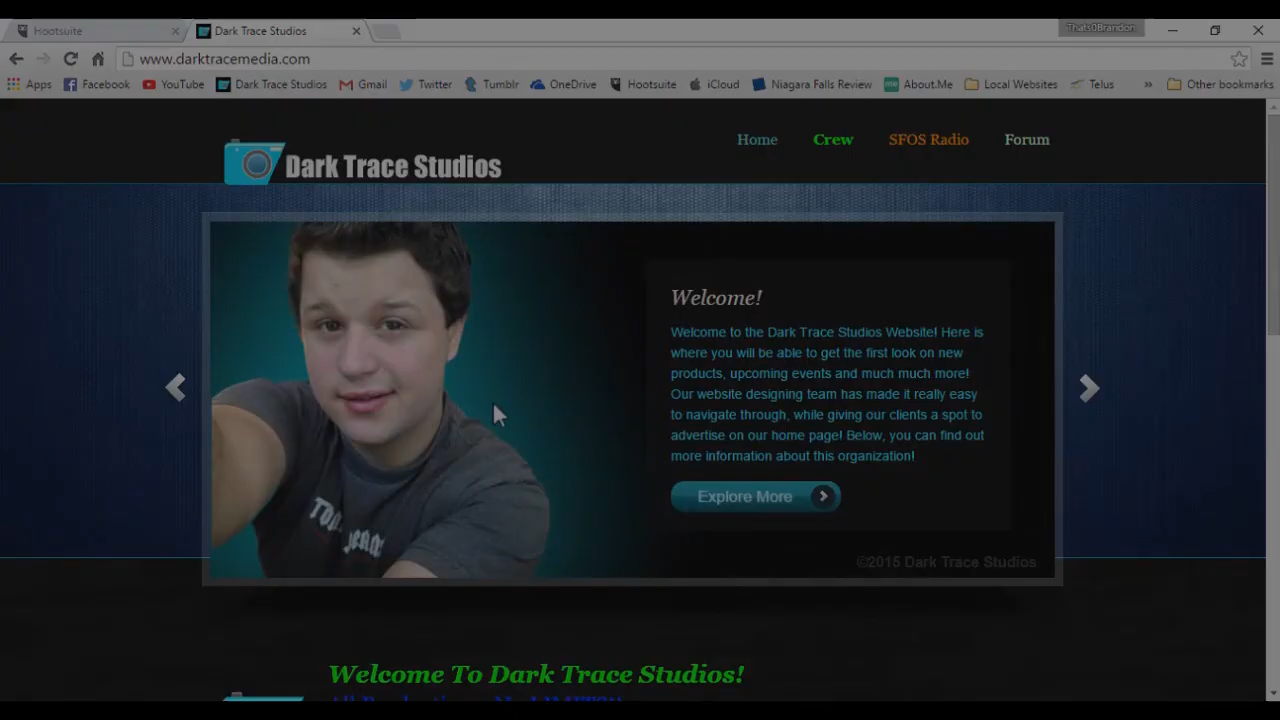 Hootsuite
Dark Trace Studios
ThatsOBrandon
www.darktracemedia.com
Apps Facebook YouTube Dark Trace Studios Gmail Twitter Tumblr OneDrive Hootsuite iCloud Niagara Falls Review About.Me Local Websites Telus » Other bookmarks
Home Crew SFOS Radio Forum
Dark Trace Studios
Welcome!
Welcome to the Dark Trace Studios Website! Here is
where you will be able to get the first look on new
products, upcoming events and much much more!
Our website designing team has made it really easy
to navigate through, while giving our clients a spot to
advertise on our home page! Below, you can find out
more information about this organization!
Explore More
©2015 Dark Trace Studios
Welcome To Dark Trace Studios!